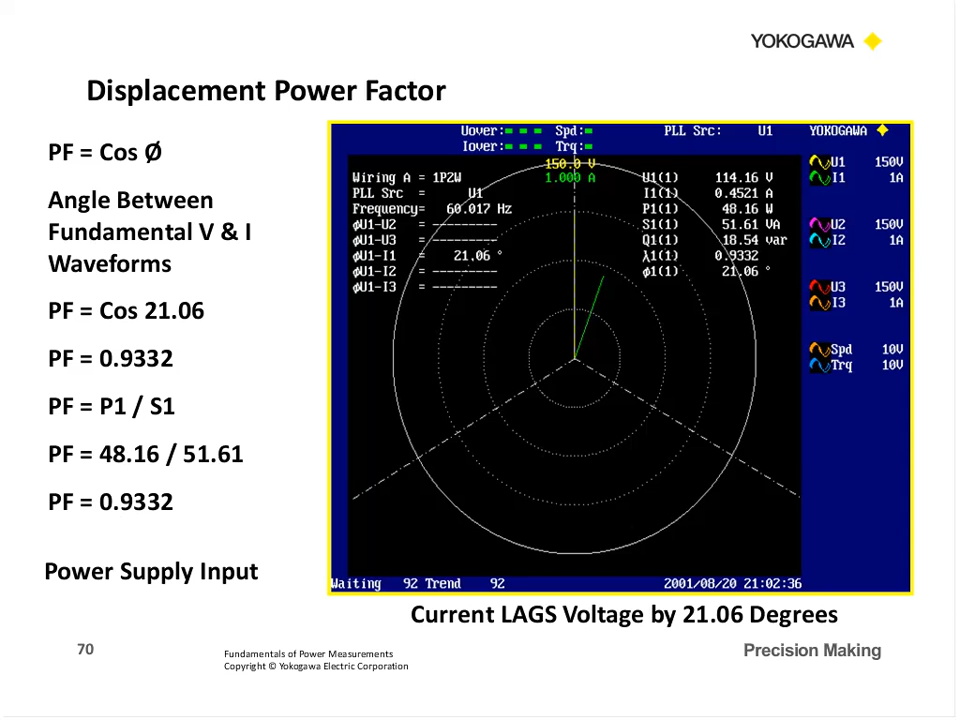 YOKOGAWA
Displacement Power Factor
PF = Cos Ø
Angle Between
Fundamental V & I
Waveforms
PF = Cos 21.06
PF = 0.9332
PF = P1 / S1
PF = 48.16 / 51.61
PF = 0.9332
Power Supply Input
Uover:= = = Spd:= PLL Src: U1 YOKOGAWA
Iover:= = = Trq:=
150.0 V
1.000 A
Wiring A = 1P2W
PLL Src = U1
Frequency= 60.017 Hz
φU1-U2 = ---------
φU1-U3 = ---------
φU1-I1 = 21.06 °
φU1-I2 = ---------
φU1-I3 = ---------
U1(1) 114.16 V
I1(1) 0.4521 A
P1(1) 48.16 W
S1(1) 51.61 VA
Q1(1) 18.54 var
λ1(1) 0.9332
φ1(1) 21.06 °
U1 150V
I1 1A
U2 150V
I2 1A
U3 150V
I3 1A
Spd 10V
Trq 10V
Waiting 92 Trend 92 2001/08/20 21:02:36
Current LAGS Voltage by 21.06 Degrees
70
Fundamentals of Power Measurements
Copyright © Yokogawa Electric Corporation
Precision Making